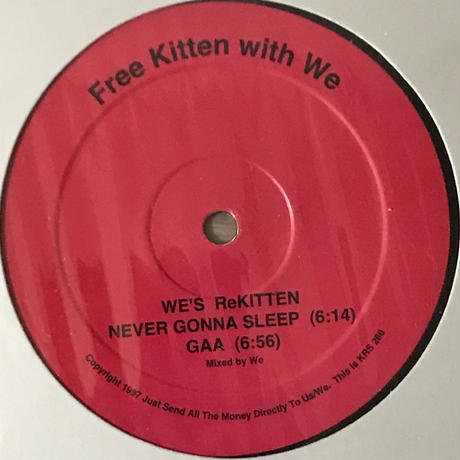 Free Kitten with We
WE'S ReKITTEN
NEVER GONNA SLEEP (6:14)
GAA (6:56)
Mixed by We
Copyright 1997 Just Send All The Money Directly To Us/We. This is KRS 286